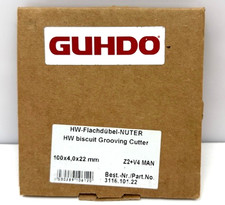 GUHDO
HW-Flachdübel-NUTER
HW biscuit Grooving Cutter
100x4,0x22 mm Z2+V4 MAN
Best.-Nr./Part.No.
3116.101.22